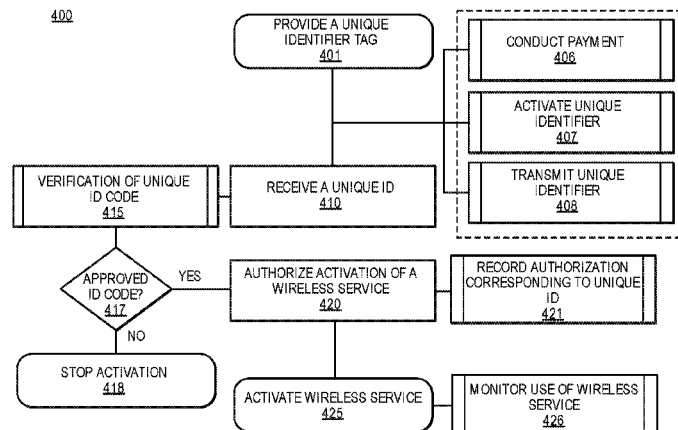 400
PROVIDE A UNIQUE
IDENTIFIER TAG
401
CONDUCT PAYMENT
406
ACTIVATE UNIQUE
IDENTIFIER
407
TRANSMIT UNIQUE
IDENTIFIER
408
VERIFICATION OF UNIQUE
ID CODE
415
RECEIVE A UNIQUE ID
410
APPROVED
ID CODE?
417
YES
NO
AUTHORIZE ACTIVATION OF A
WIRELESS SERVICE
420
RECORD AUTHORIZATION
CORRESPONDING TO UNIQUE
ID
421
STOP ACTIVATION
418
ACTIVATE WIRELESS SERVICE
425
MONITOR USE OF WIRELESS
SERVICE
426